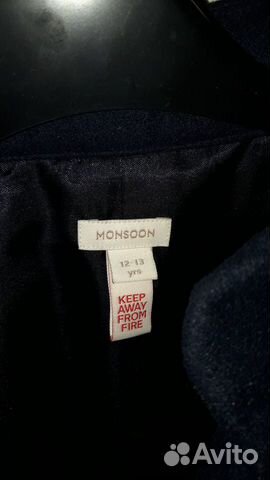 MONSOON
12-13
yrs
KEEP
AWAY
FROM
FIRE
Avito